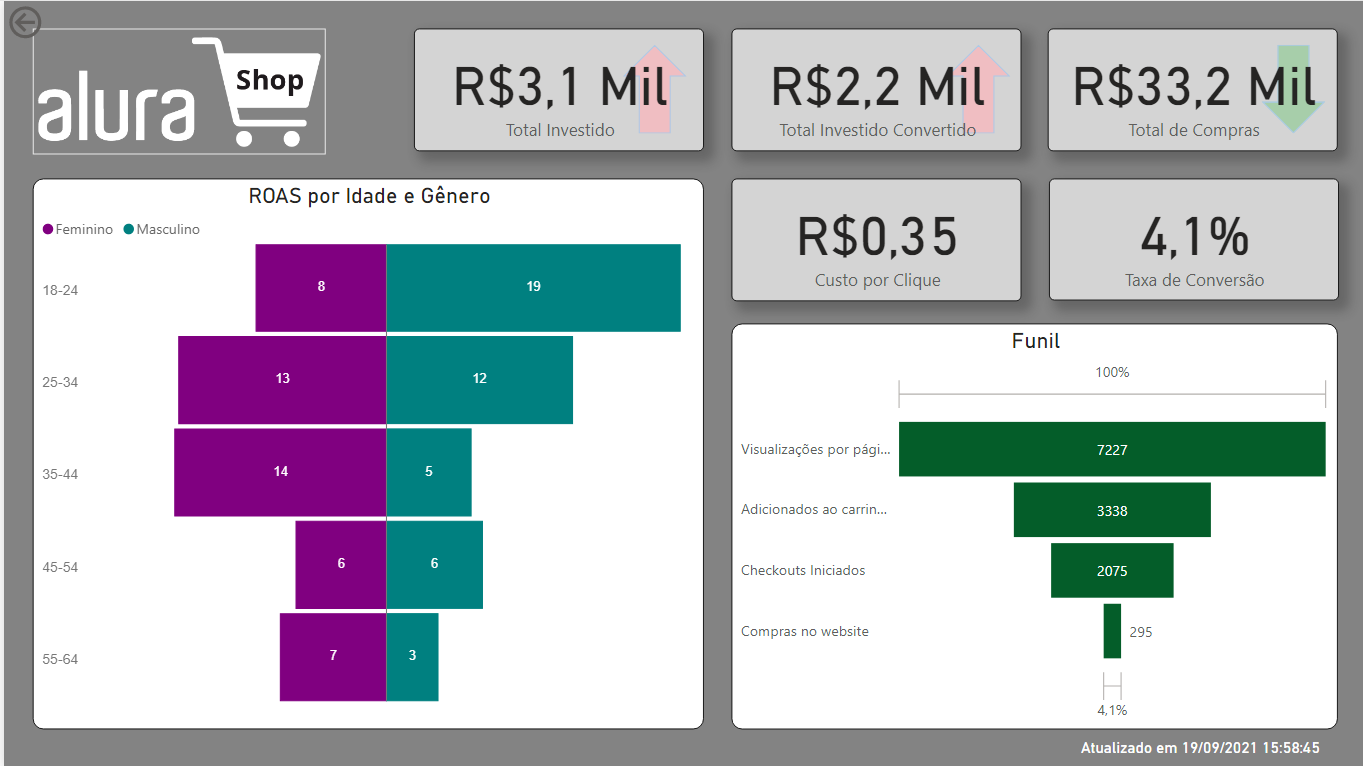 alura
Shop
R$3,1 Mil
Total Investido
R$2,2 Mil
Total Investido Convertido
R$33,2 Mil
Total de Compras
ROAS por Idade e Gênero
Feminino Masculino
18-24 8 19
25-34 13 12
35-44 14 5
45-54 6 6
55-64 7 3
R$0,35
Custo por Clique
4,1%
Taxa de Conversão
Funil
100%
Visualizações por pági... 7227
Adicionados ao carrin... 3338
Checkouts Iniciados 2075
Compras no website 295
4,1%
Atualizado em 19/09/2021 15:58:45